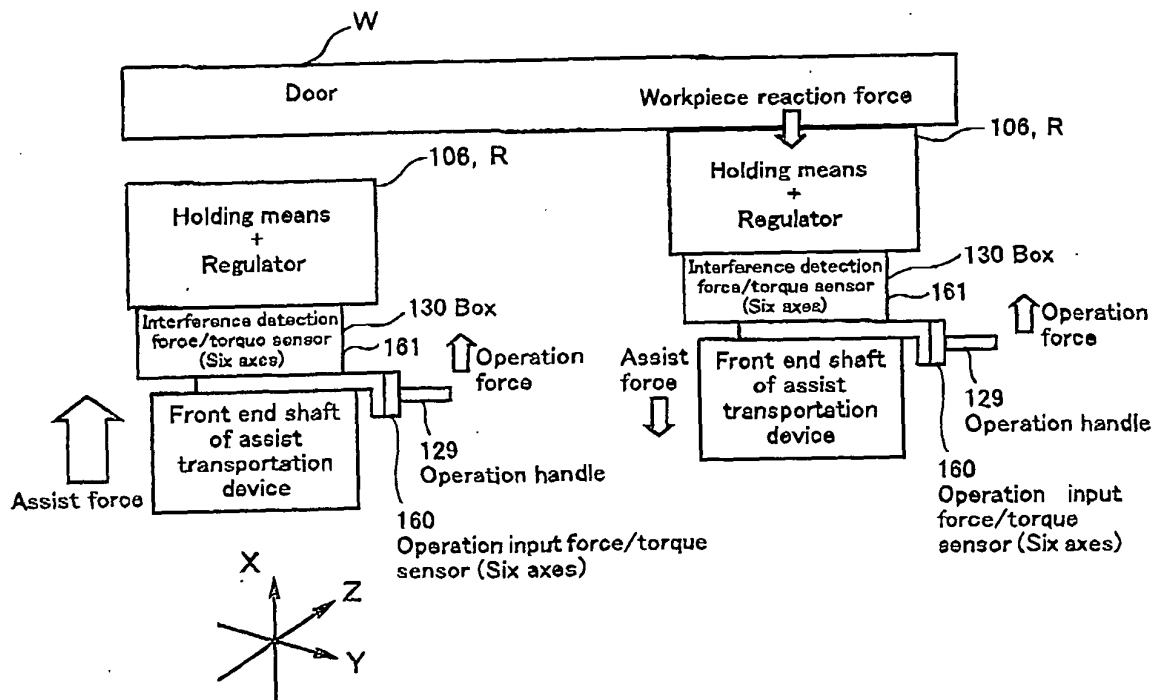 W
Door
Workpiece reaction force
106, R
Holding means
+
Regulator
Interference detection
force/torque sensor
(Six axes)
130 Box
161
Operation
force
Front end shaft
of assist
transportation
device
Assist force
129
Operation handle
160
Operation input force/torque
sensor (Six axes)
106, R
Holding means
+
Regulator
Interference detection
force/torque sensor
(Six axes)
130 Box
161
Operation
force
Assist
force
Front end shaft
of assist
transportation
device
129
Operation handle
160
Operation input
force/torque
sensor (Six axes)
X
Z
Y